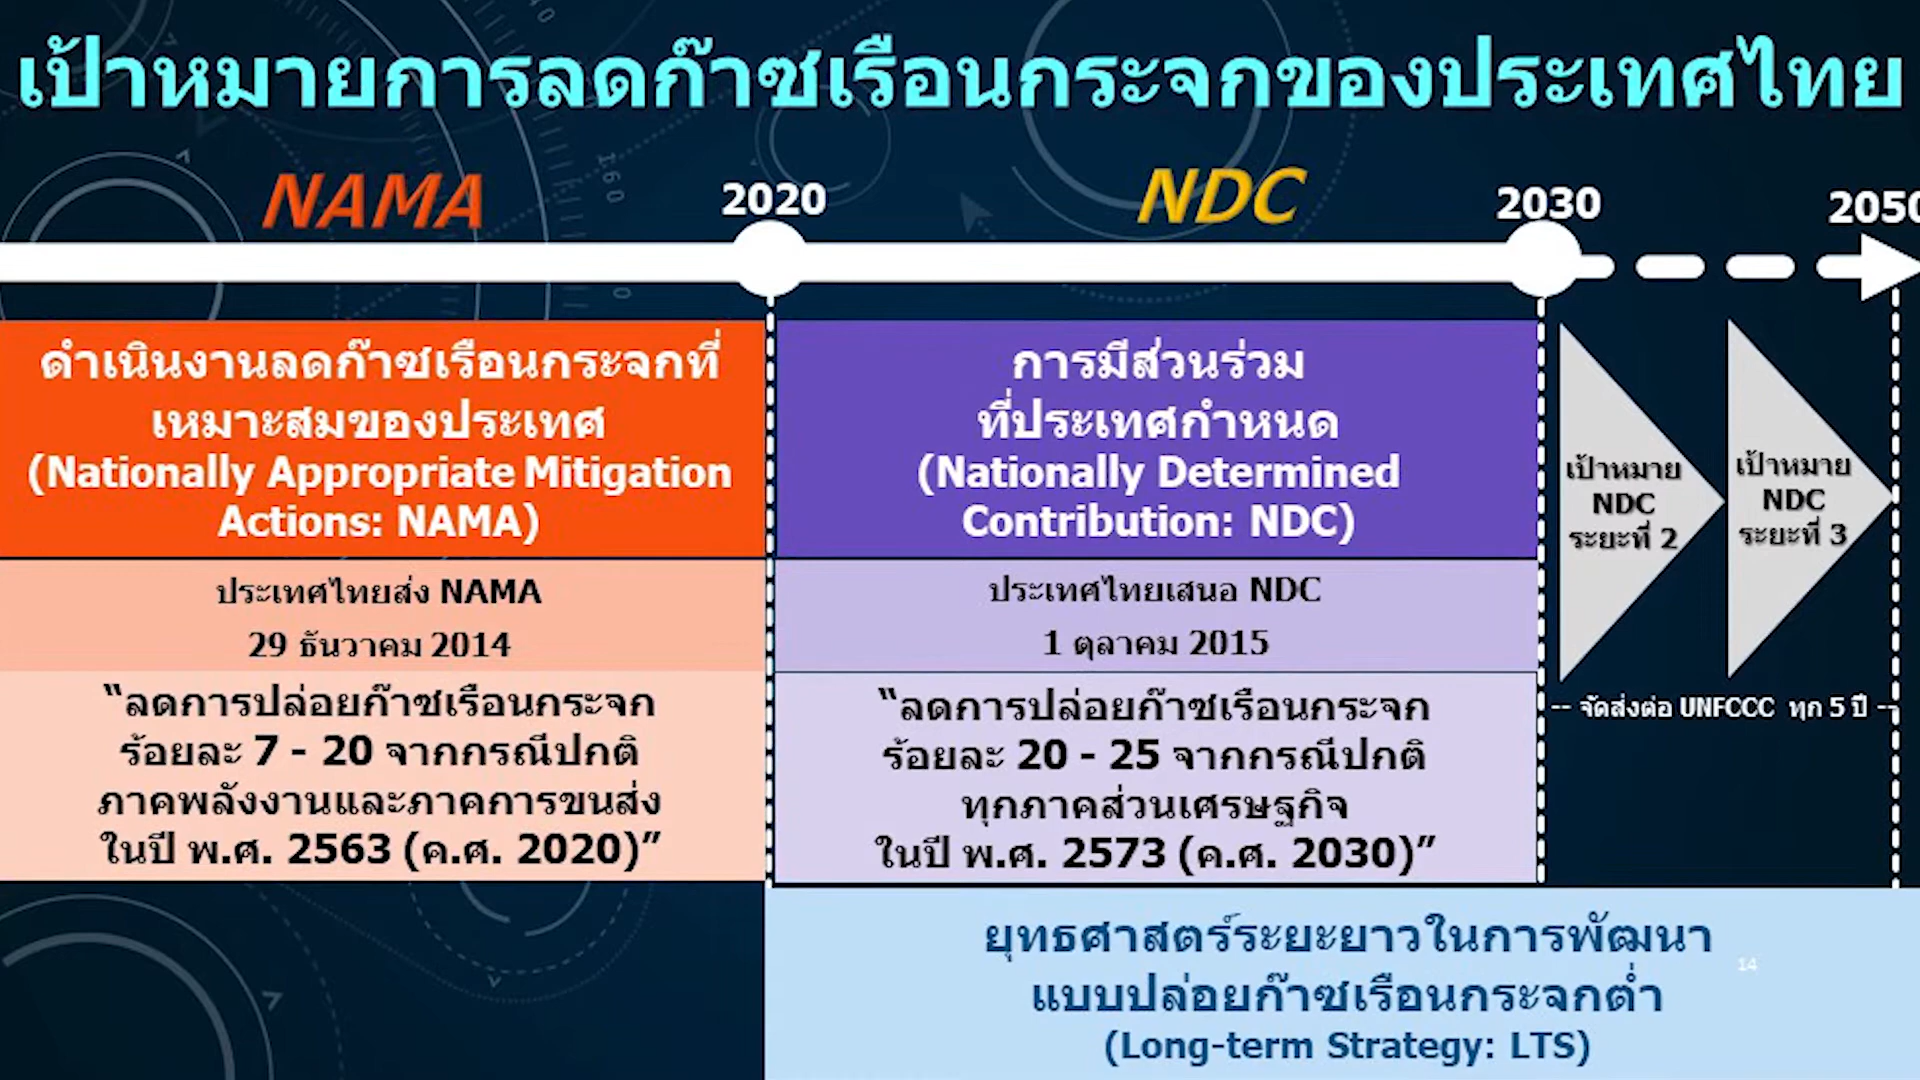 เป้าหมายการลดก๊าซเรือนกระจกของประเทศไทย
NAMA
2020
NDC
2030
2050
ดำเนินงานลดก๊าซเรือนกระจกที่
เหมาะสมของประเทศ
(Nationally Appropriate Mitigation
Actions: NAMA)
ประเทศไทยส่ง NAMA
29 ธันวาคม 2014
“ลดการปล่อยก๊าซเรือนกระจก
ร้อยละ 7 - 20 จากกรณีปกติ
ภาคพลังงานและภาคการขนส่ง
ในปี พ.ศ. 2563 (ค.ศ. 2020)”
การมีส่วนร่วม
ที่ประเทศกำหนด
(Nationally Determined
Contribution: NDC)
ประเทศไทยเสนอ NDC
1 ตุลาคม 2015
“ลดการปล่อยก๊าซเรือนกระจก
ร้อยละ 20 - 25 จากกรณีปกติ
ทุกภาคส่วนเศรษฐกิจ
ในปี พ.ศ. 2573 (ค.ศ. 2030)”
เป้าหมาย
NDC
ระยะที่ 2
เป้าหมาย
NDC
ระยะที่ 3
-- จัดส่งต่อ UNFCCC ทุก 5 ปี --
ยุทธศาสตร์ระยะยาวในการพัฒนา
แบบปล่อยก๊าซเรือนกระจกต่ำ
(Long-term Strategy: LTS)
14